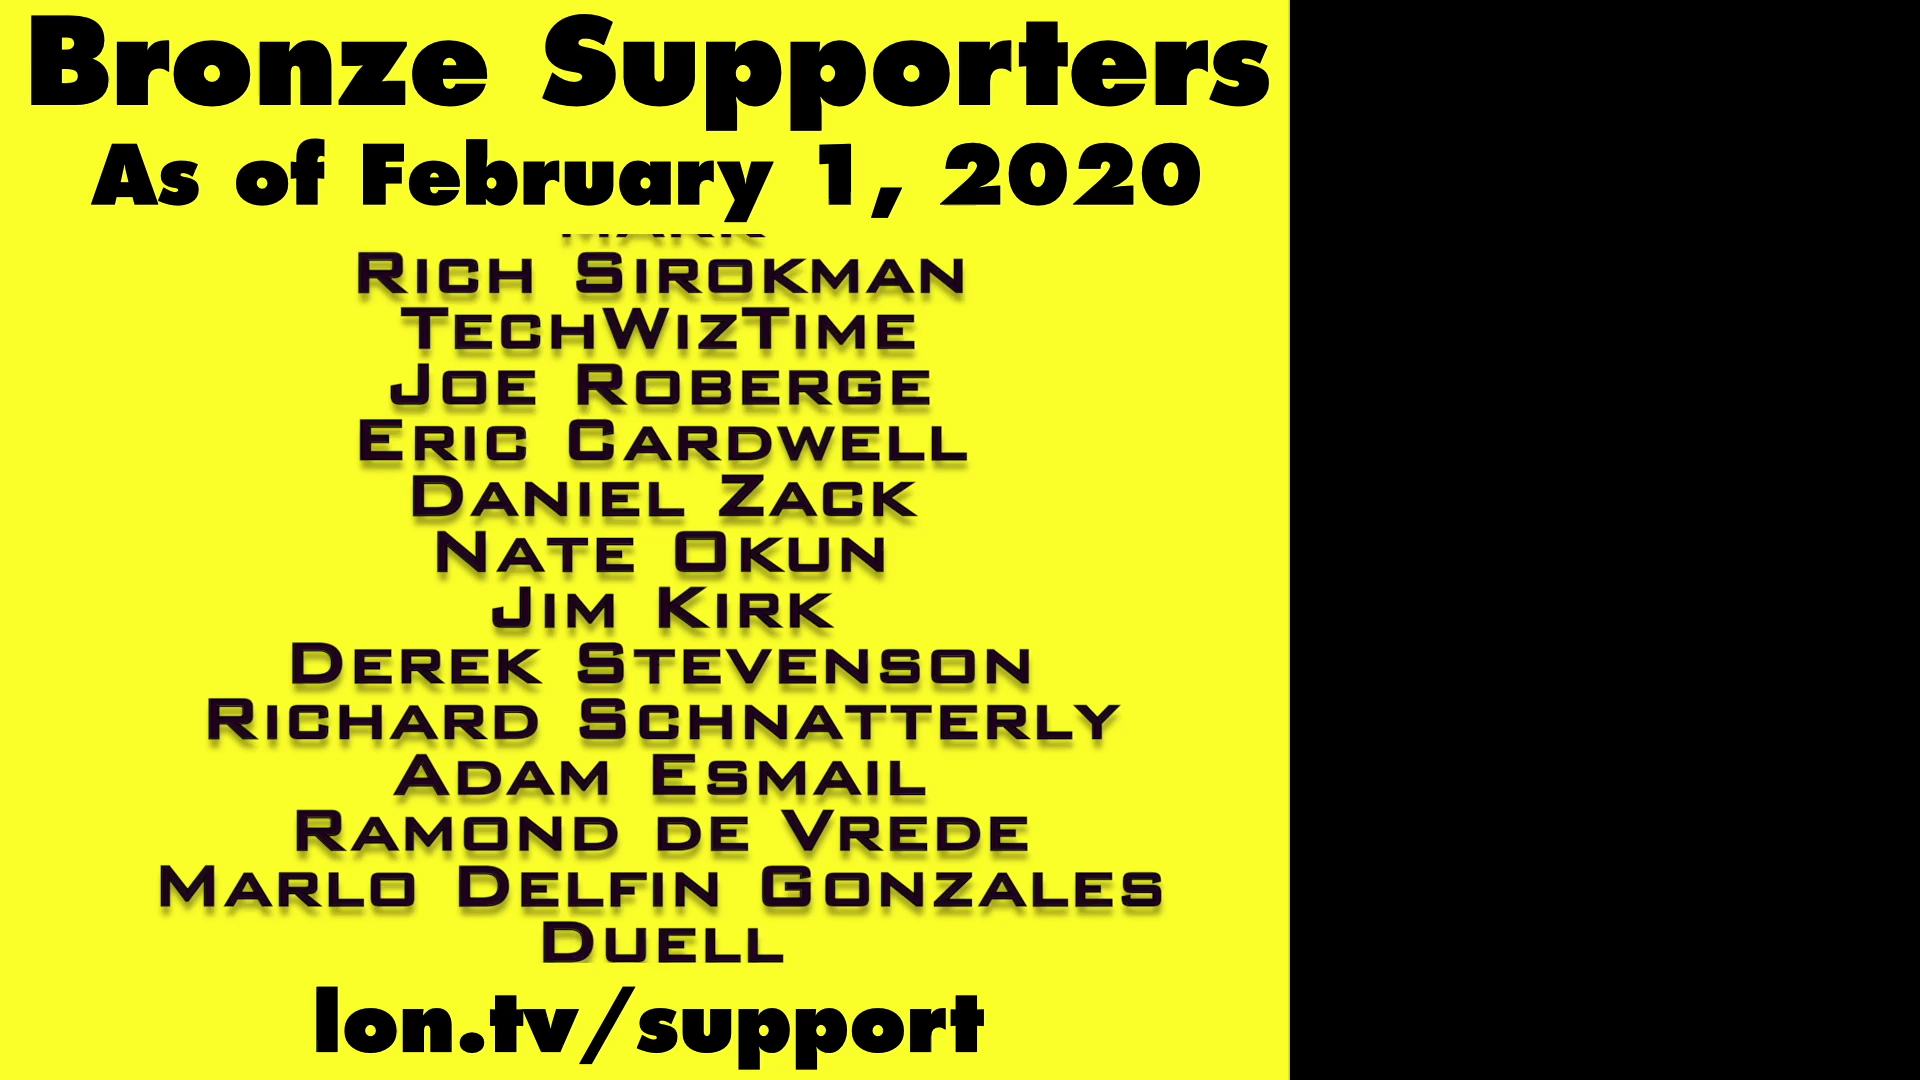 Bronze Supporters
As of February 1, 2020
Rich Sirokman
TechWizTime
Joe Roberge
Eric Cardwell
Daniel Zack
Nate Okun
Jim Kirk
Derek Stevenson
Richard Schnatterly
Adam Esmail
Ramond de Vrede
Marlo Delfin Gonzales
Duell
lon.tv/support